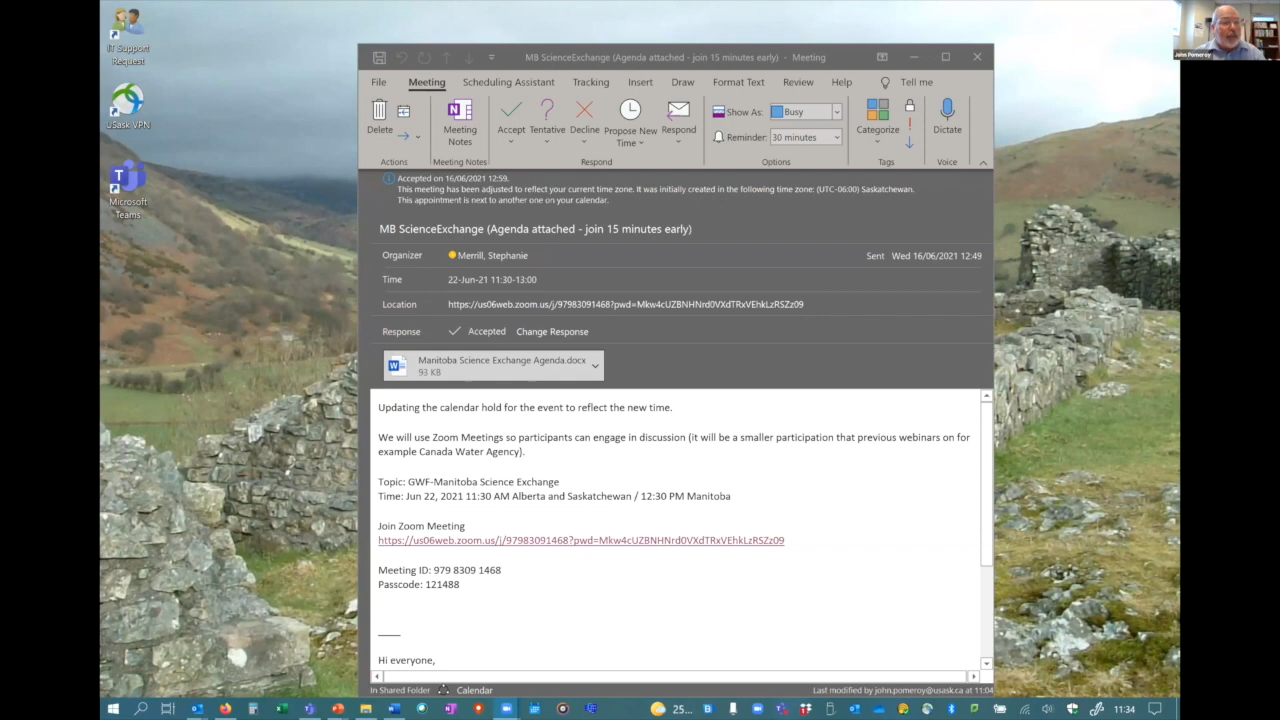 IT Support
Request
uSask VPN
Microsoft
Teams
MB ScienceExchange (Agenda attached - join 15 minutes early) - Meeting
File Meeting Scheduling Assistant Tracking Insert Draw Format Text Review Help Tell me
Delete
Meeting
Notes
Accept
Tentative
Decline
Propose New
Time
Respond
Show As: Busy
Reminder: 30 minutes
Categorize
Dictate
Actions Meeting Notes Respond Options Tags Voice
Accepted on 16/06/2021 12:59.
This meeting has been adjusted to reflect your current time zone. It was initially created in the following time zone: (UTC-06:00) Saskatchewan.
This appointment is next to another one on your calendar.
MB ScienceExchange (Agenda attached - join 15 minutes early)
Organizer Merrill, Stephanie Sent Wed 16/06/2021 12:49
Time 22-Jun-21 11:30-13:00
Location https://us06web.zoom.us/j/97983091468?pwd=Mkw4cUZBNHNrd0VXdTRxVEhkLzRSZz09
Response Accepted Change Response
Manitoba Science Exchange Agenda.docx
93 KB
Updating the calendar hold for the event to reflect the new time.
We will use Zoom Meetings so participants can engage in discussion (it will be a smaller participation that previous webinars on for
example Canada Water Agency).
Topic: GWF-Manitoba Science Exchange
Time: Jun 22, 2021 11:30 AM Alberta and Saskatchewan / 12:30 PM Manitoba
Join Zoom Meeting
https://us06web.zoom.us/j/97983091468?pwd=Mkw4cUZBNHNrd0VXdTRxVEhkLzRSZz09
Meeting ID: 979 8309 1468
Passcode: 121488
Hi everyone,
In Shared Folder Calendar Last modified by john.pomeroy@usask.ca at 11:04
25... 11:34
John Pomeroy